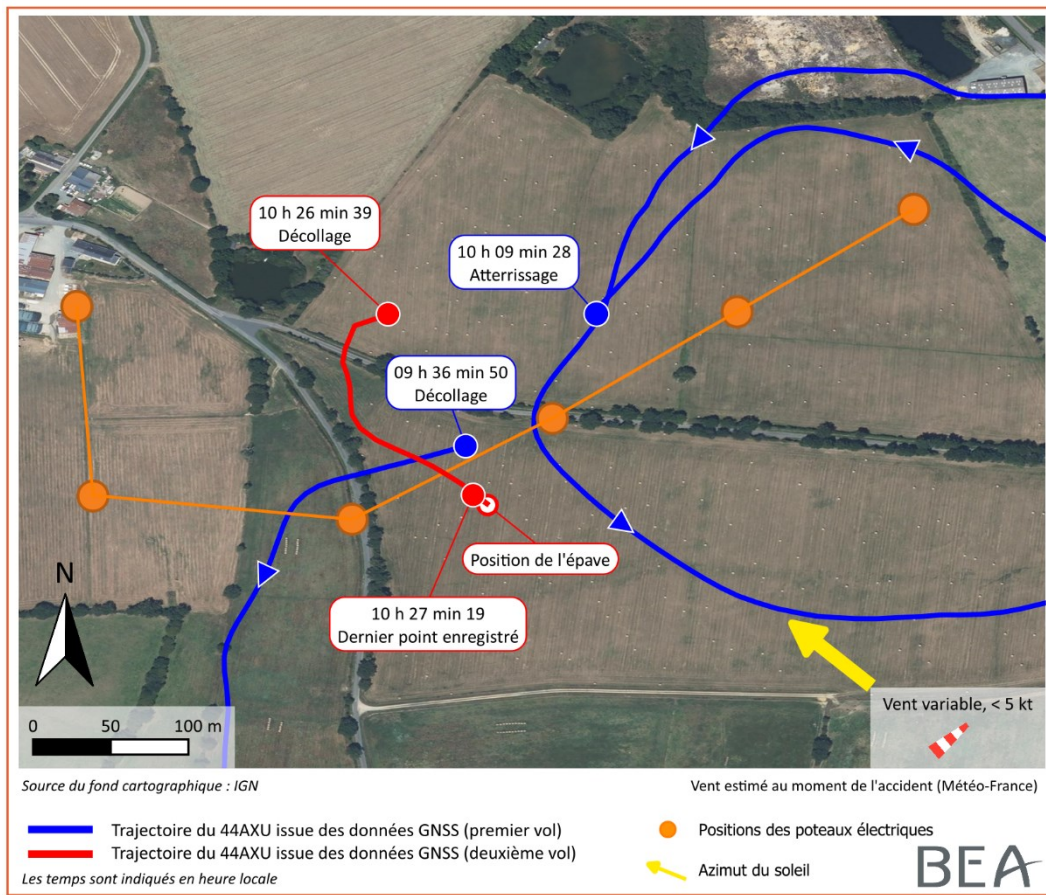 10 h 26 min 39
Décollage
10 h 09 min 28
Atterrissage
09 h 36 min 50
Décollage
Position de l'épave
10 h 27 min 19
Dernier point enregistré
N
0 50 100 m
Vent variable, < 5 kt
Source du fond cartographique : IGN
Vent estimé au moment de l'accident (Météo-France)
Trajectoire du 44AXU issue des données GNSS (premier vol)
Positions des poteaux électriques
Trajectoire du 44AXU issue des données GNSS (deuxième vol)
Azimut du soleil
Les temps sont indiqués en heure locale
BEA